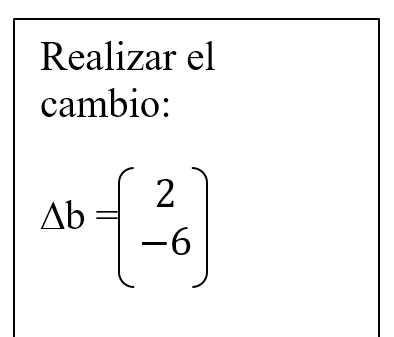 Realizar el
cambio:
Δb = ( 2
−6 )